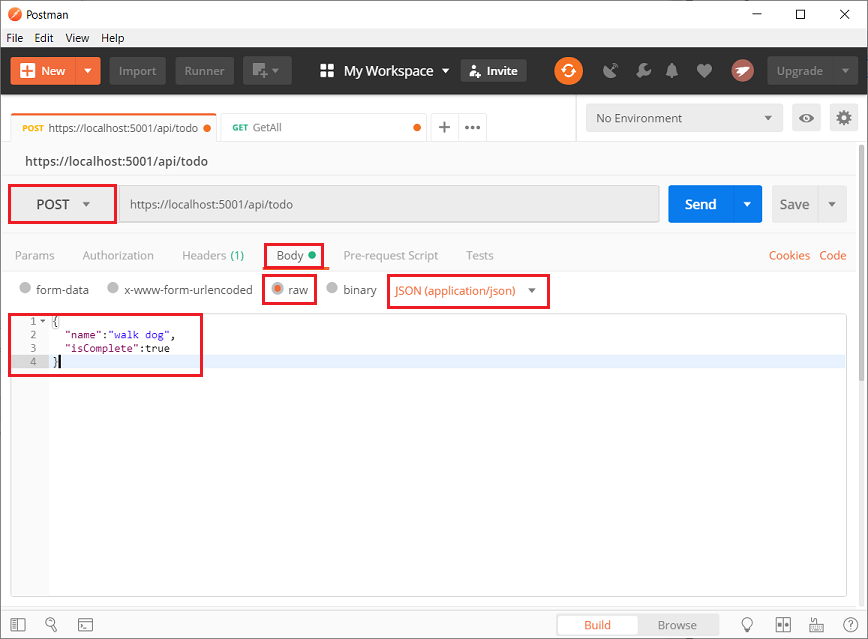 Postman
File Edit View Help
New Import Runner My Workspace Invite Upgrade
POST https://localhost:5001/api/todo GET GetAll No Environment
https://localhost:5001/api/todo
POST https://localhost:5001/api/todo Send Save
Params Authorization Headers (1) Body Pre-request Script Tests Cookies Code
form-data x-www-form-urlencoded raw binary JSON (application/json)
1 {
2 "name":"walk dog",
3 "isComplete":true
4 }
Build Browse